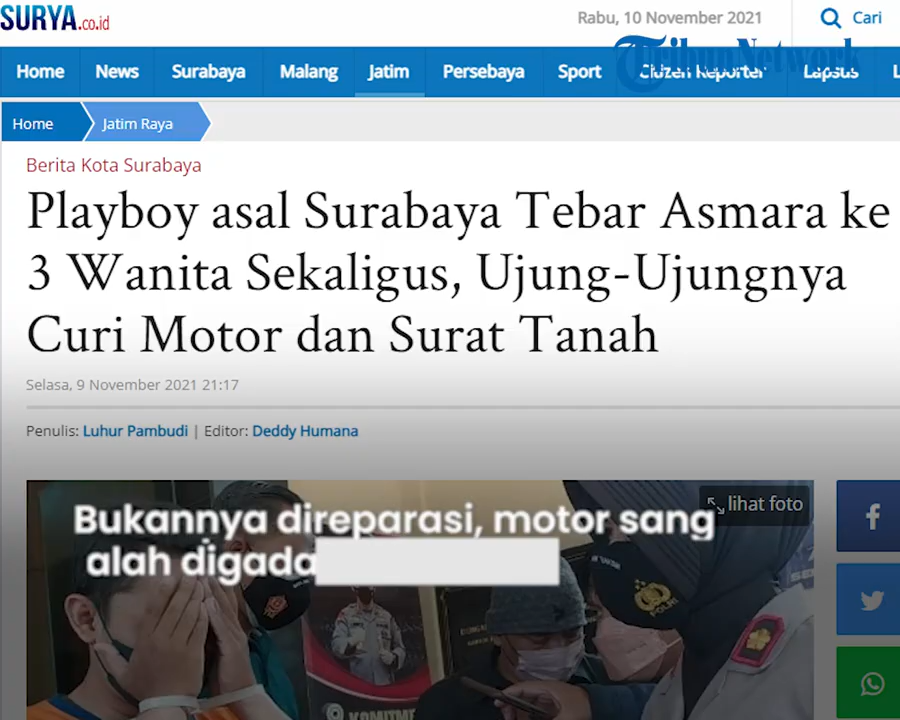 SURYA.co.id
Rabu, 10 November 2021
Cari
TribunNetwork
Home News Surabaya Malang Jatim Persebaya Sport Citizen Reporter Lapsus
Home Jatim Raya
Berita Kota Surabaya
Playboy asal Surabaya Tebar Asmara ke
3 Wanita Sekaligus, Ujung-Ujungnya
Curi Motor dan Surat Tanah
Selasa, 9 November 2021 21:17
Penulis: Luhur Pambudi | Editor: Deddy Humana
lihat foto
Bukannya direparasi, motor sang
alah digada
POLRI
KOMITME